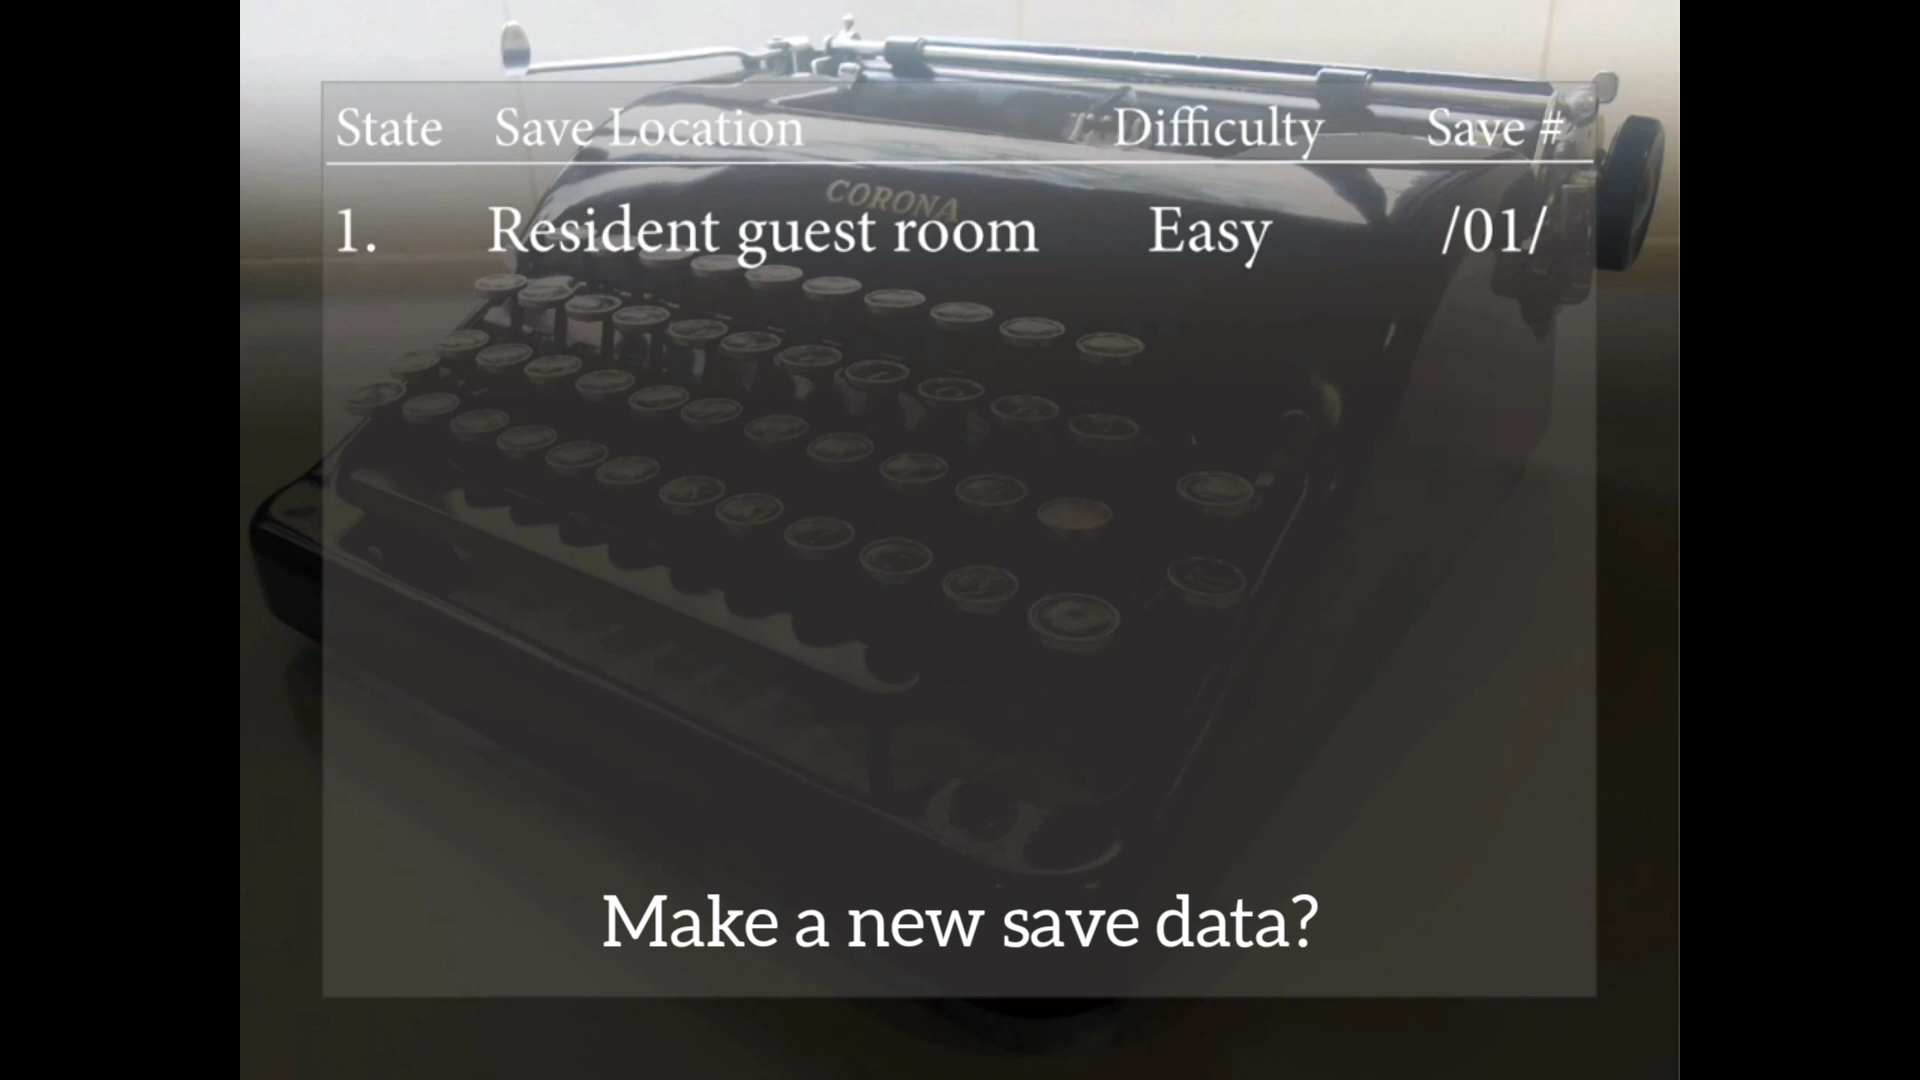 State Save Location Difficulty Save #
CORONA
1. Resident guest room Easy /01/
Make a new save data?